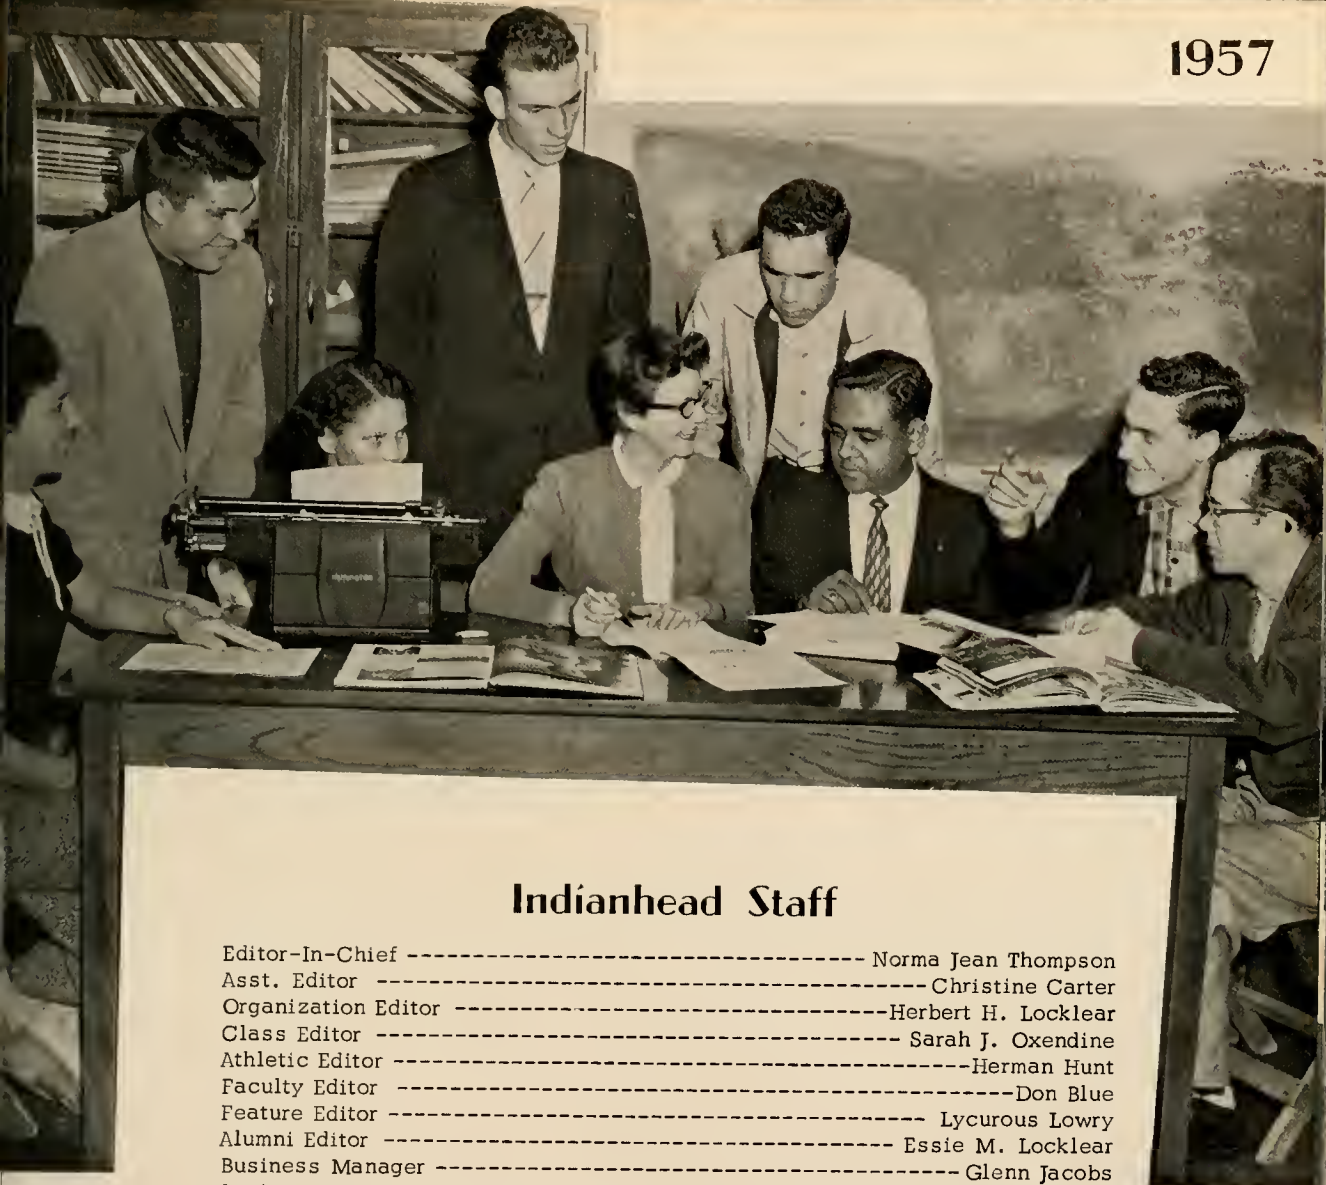 1957
Indianhead Staff
Editor-In-Chief ---------------------------------- Norma Jean Thompson
Asst. Editor ----------------------------------------- Christine Carter
Organization Editor --------------------------------Herbert H. Locklear
Class Editor --------------------------------------- Sarah J. Oxendine
Athletic Editor -------------------------------------------Herman Hunt
Faculty Editor ----------------------------------------------Don Blue
Feature Editor ---------------------------------------- Lycurous Lowry
Alumni Editor -------------------------------------- Essie M. Locklear
Business Manager --------------------------------------- Glenn Jacobs